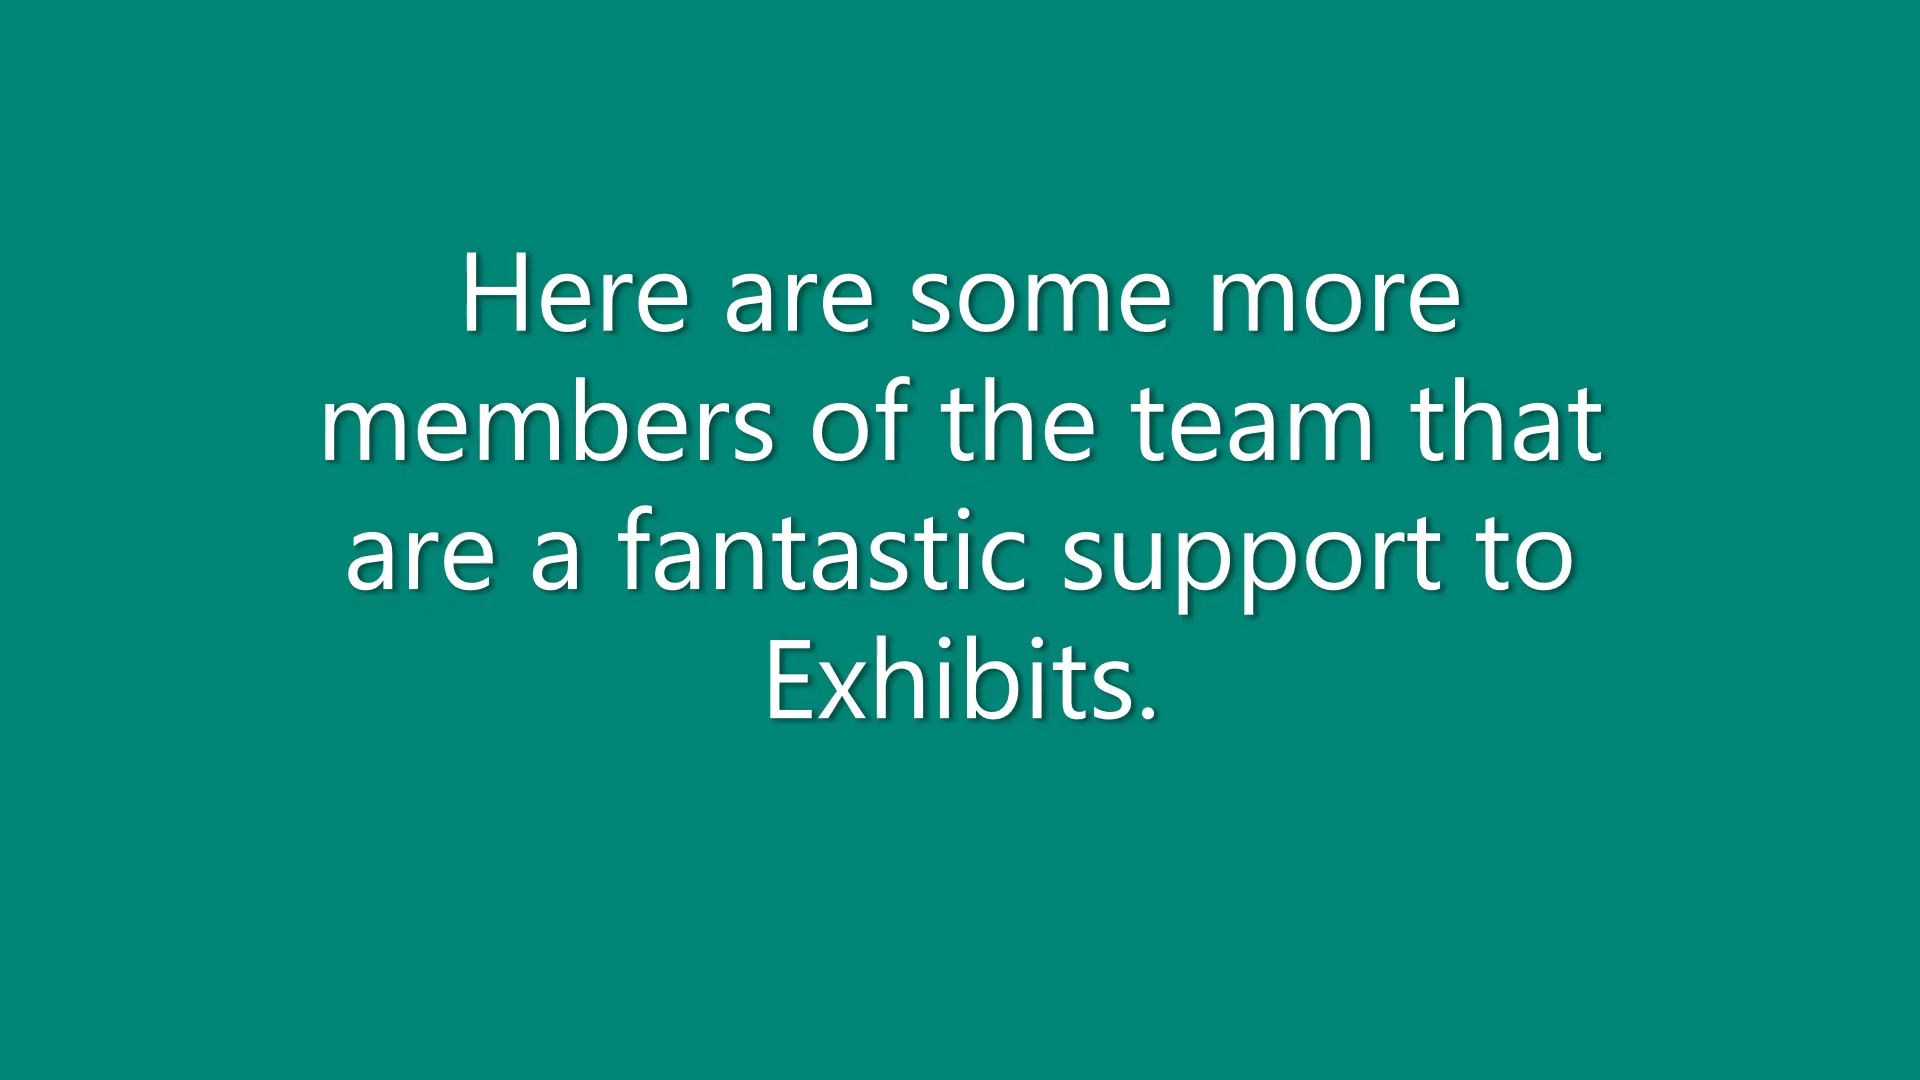 Here are some more
members of the team that
are a fantastic support to
Exhibits.